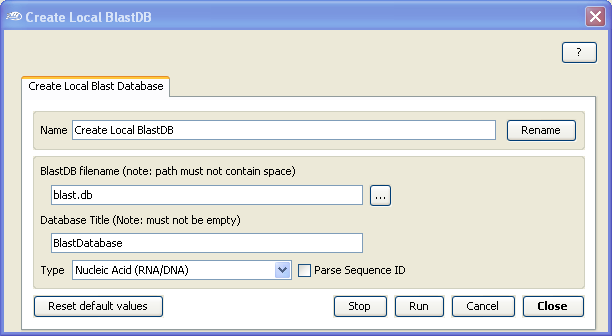 Create Local BlastDB
?
Create Local Blast Database
Name Create Local BlastDB Rename
BlastDB filename (note: path must not contain space)
blast.db ...
Database Title (Note: must not be empty)
BlastDatabase
Type Nucleic Acid (RNA/DNA) Parse Sequence ID
Reset default values Stop Run Cancel Close